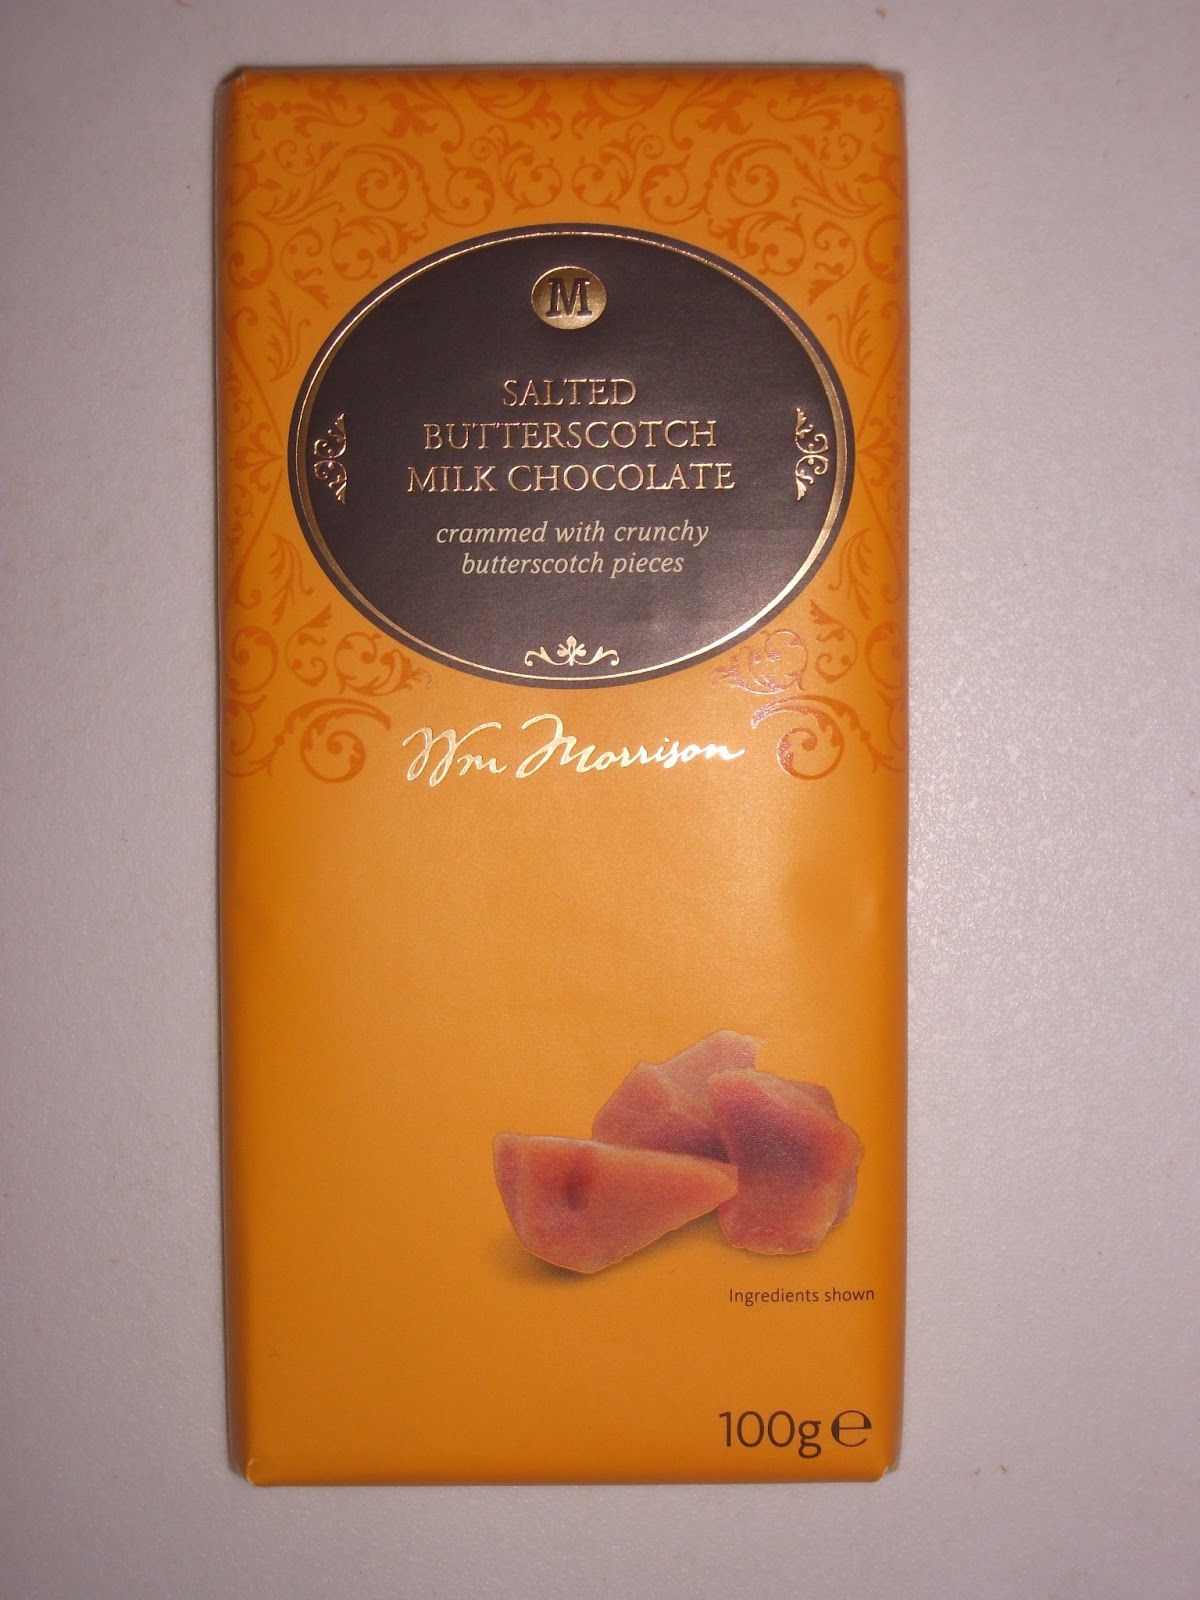 M
SALTED
BUTTERSCOTCH
MILK CHOCOLATE
crammed with crunchy
butterscotch pieces
Wm Morrison
Ingredients shown
100g ℮